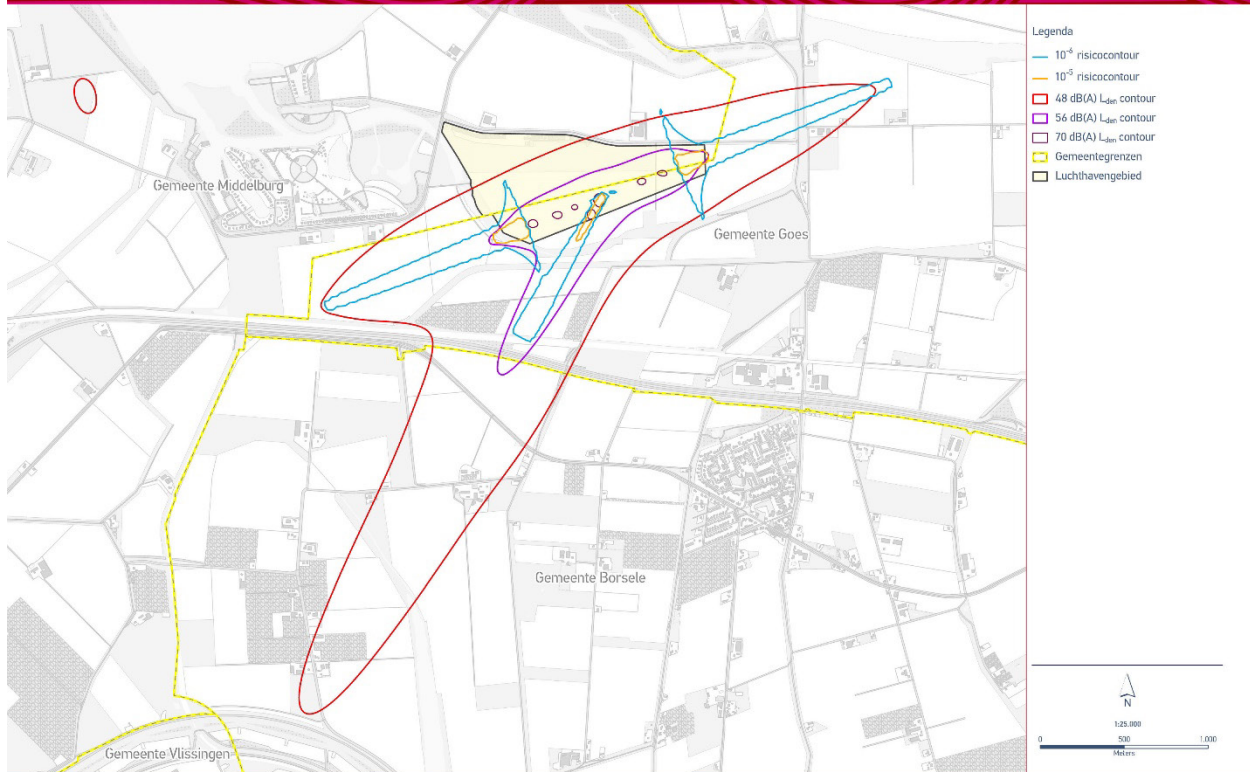 Gemeente Middelburg
Gemeente Goes
Gemeente Borsele
Gemeente Vlissingen
Legenda
10⁻⁶ risicocontour
10⁻⁵ risicocontour
48 dB(A) Lden contour
56 dB(A) Lden contour
70 dB(A) Lden contour
Gemeentegrenzen
Luchthavengebied
N
1:25.000
0 500 1.000
Meters